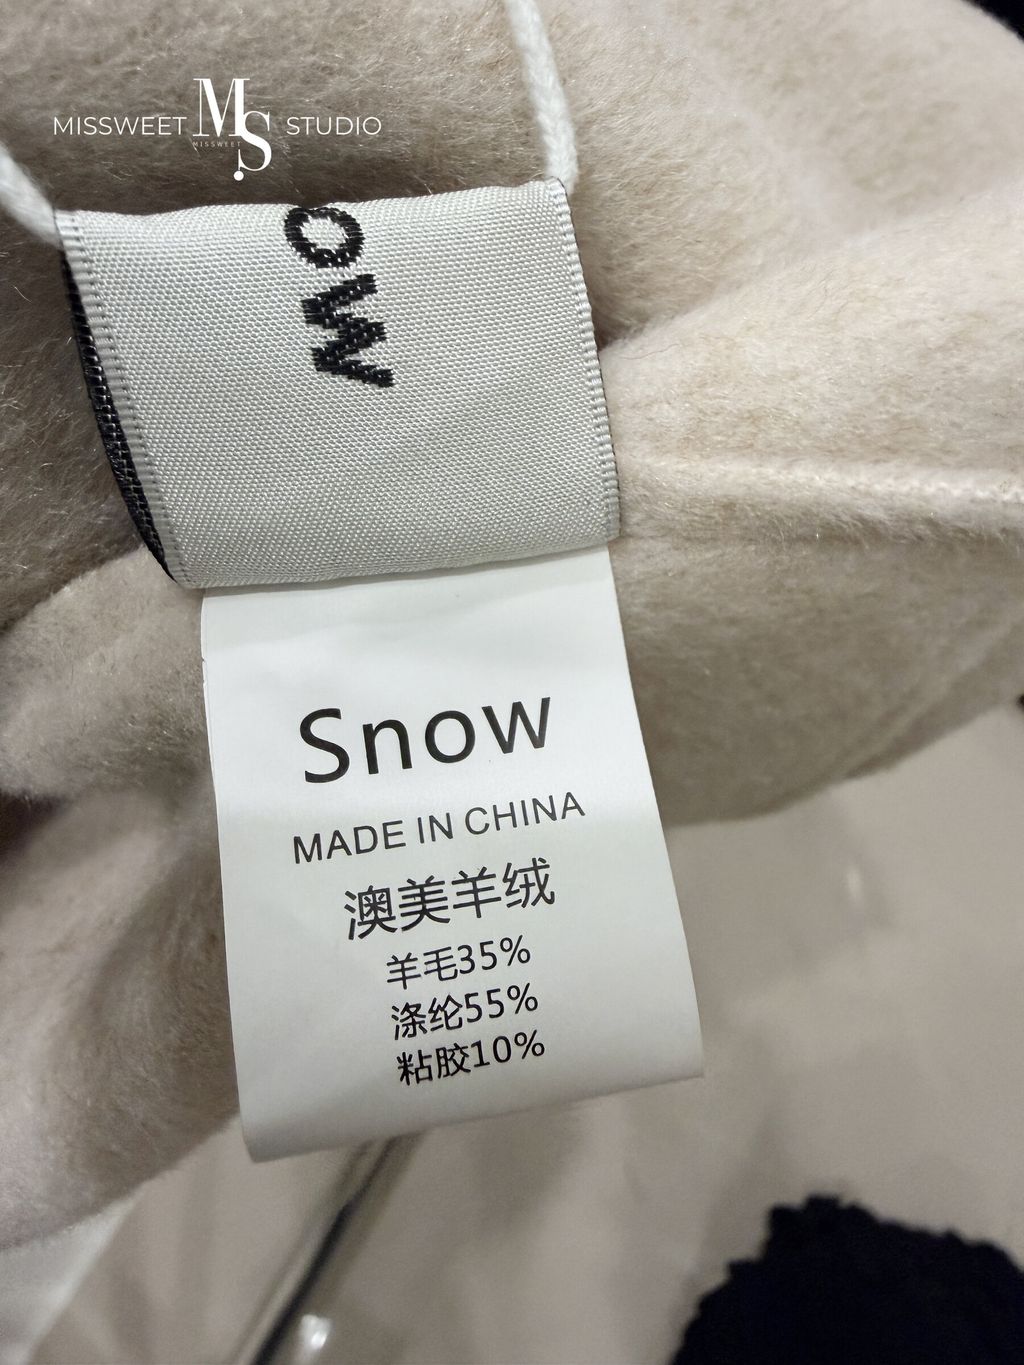 MISSWEET MS STUDIO
MISSWEET
OW
Snow
MADE IN CHINA
澳美羊绒
羊毛35%
涤纶55%
粘胶10%